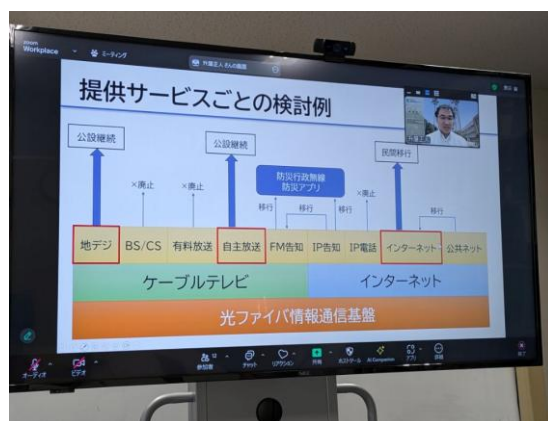 zoom
Workplace
ミーティング
提供サービスごとの検討例
公設継続
公設継続
民間移行
×廃止
×廃止
防災行政無線
防災アプリ
×廃止
移行
移行
移行
移行
地デジ
BS/CS
有料放送
自主放送
FM告知
IP告知
IP電話
インターネット
公共ネット
ケーブルテレビ
インターネット
光ファイバ情報通信基盤
オーディオ
ビデオ
参加者
12
チャット
リアクション
共有
AI Companion
アプリ
詳細
終了
NEC